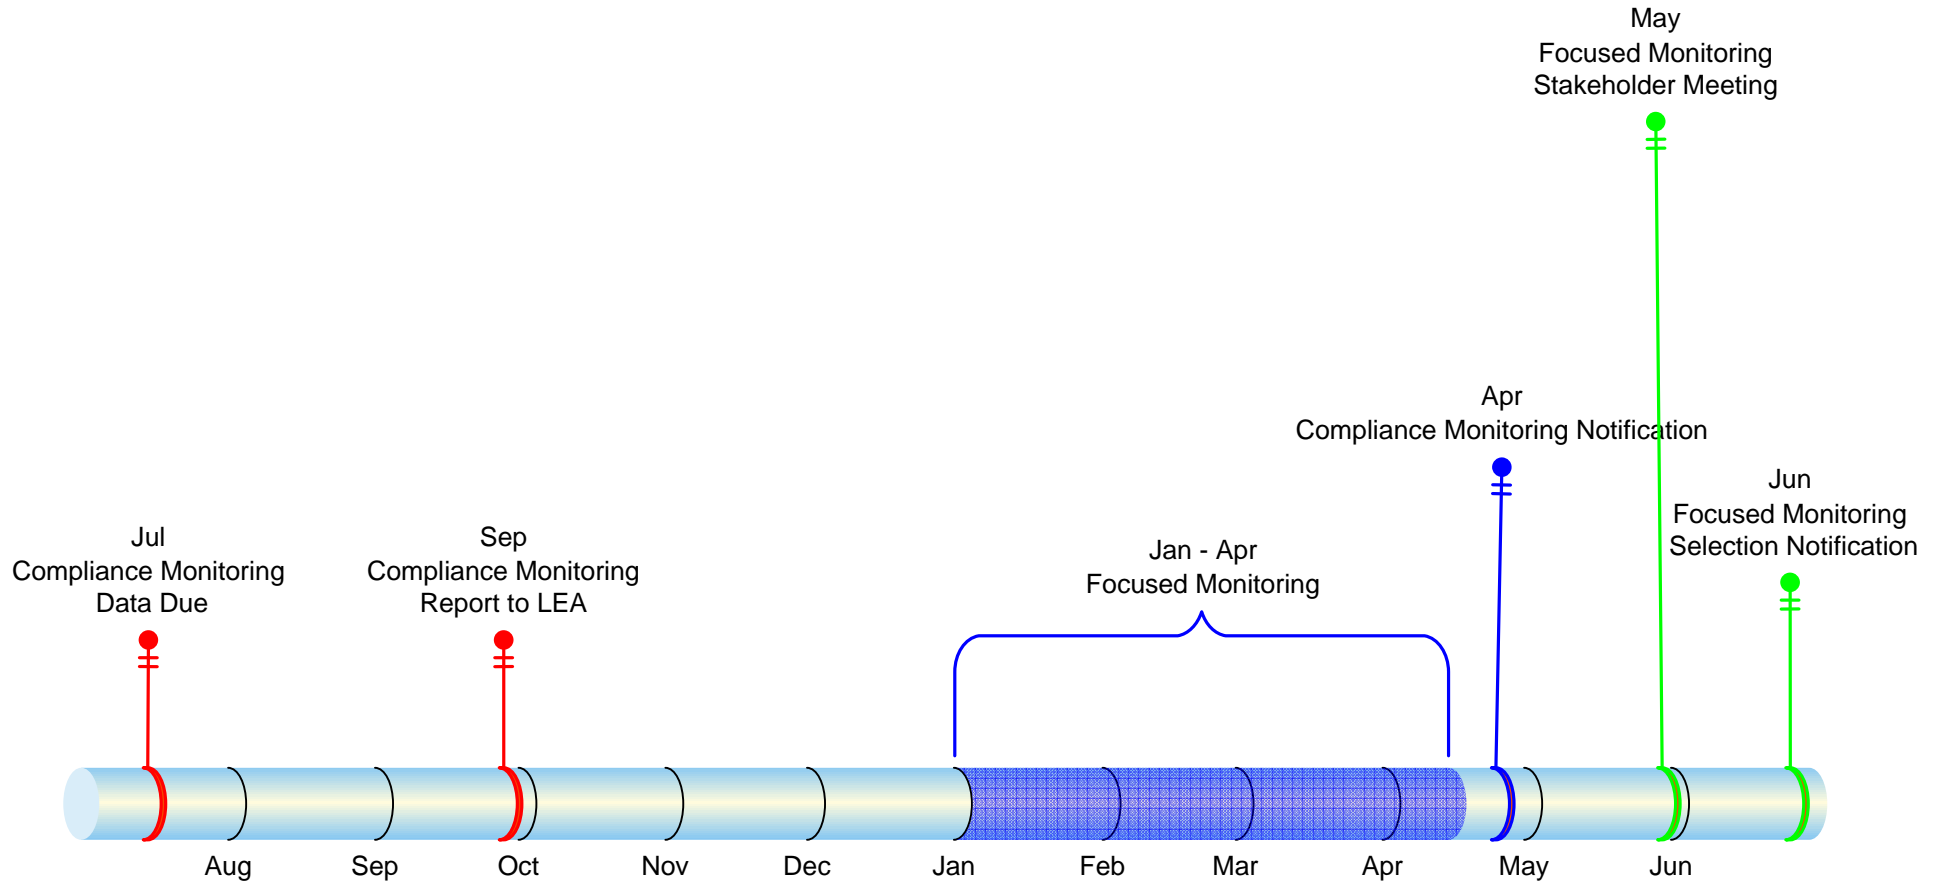 May
Focused Monitoring
Stakeholder Meeting
Apr
Compliance Monitoring Notification
Jun
Focused Monitoring
Selection Notification
Jul
Compliance Monitoring
Data Due
Sep
Compliance Monitoring
Report to LEA
Jan - Apr
Focused Monitoring
Aug
Sep
Oct
Nov
Dec
Jan
Feb
Mar
Apr
May
Jun